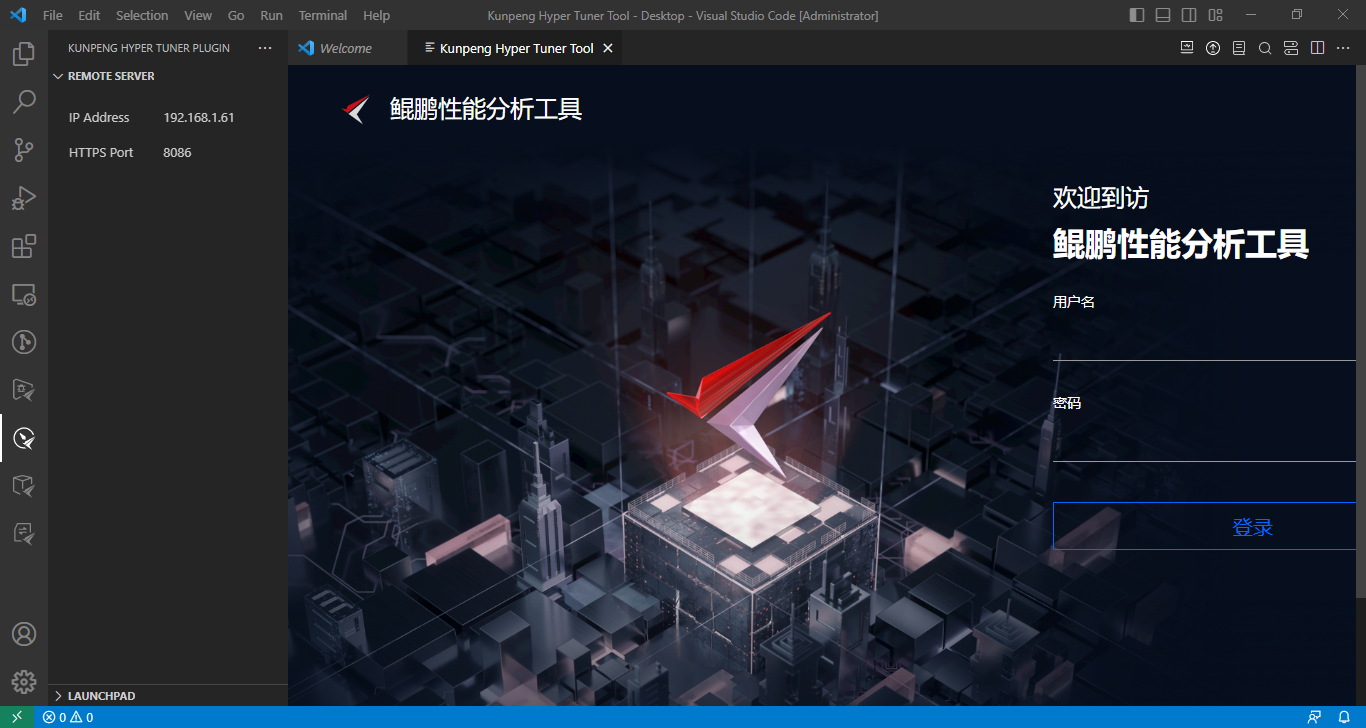 File Edit Selection View Go Run Terminal Help
Kunpeng Hyper Tuner Tool - Desktop - Visual Studio Code [Administrator]
KUNPENG HYPER TUNER PLUGIN
Welcome
Kunpeng Hyper Tuner Tool
REMOTE SERVER
IP Address 192.168.1.61
HTTPS Port 8086
鲲鹏性能分析工具
欢迎到访
鲲鹏性能分析工具
用户名
密码
登录
LAUNCHPAD
0 0